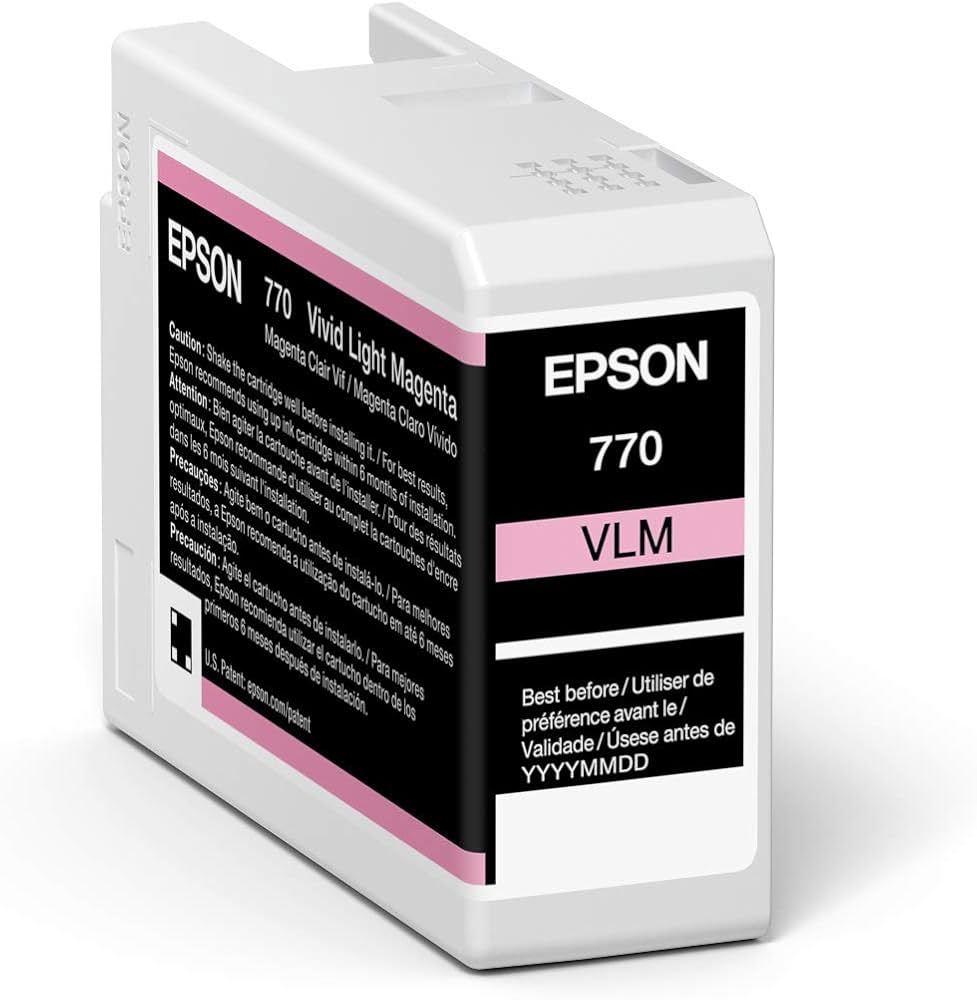 EPSON
EPSON 770 Vivid Light Magenta
Magenta Clair Vif / Magenta Claro Vívido
Caution: Shake the cartridge well before installing it. / For best results,
Epson recommends using up ink cartridge within 6 months of installation.
Attention: Bien agiter la cartouche avant de l'installer. / Pour des résultats
optimaux, Epson recommande d'utiliser au complet la cartouches d'encre
dans les 6 mois suivant l'installation.
Precauções: Agite bem o cartucho antes de instalá-lo. / Para melhores
resultados, a Epson recomenda a utilização do cartucho em até 6 meses
após a instalação.
Precaución: Agite el cartucho antes de instalarlo. / Para mejores
resultados, Epson recomienda utilizar el cartucho dentro de los
primeros 6 meses después de instalación.
U.S. Patent: epson.com/patent
EPSON
770
VLM
Best before / Utiliser de
préférence avant le /
Validade / Úsese antes de
YYYYMMDD